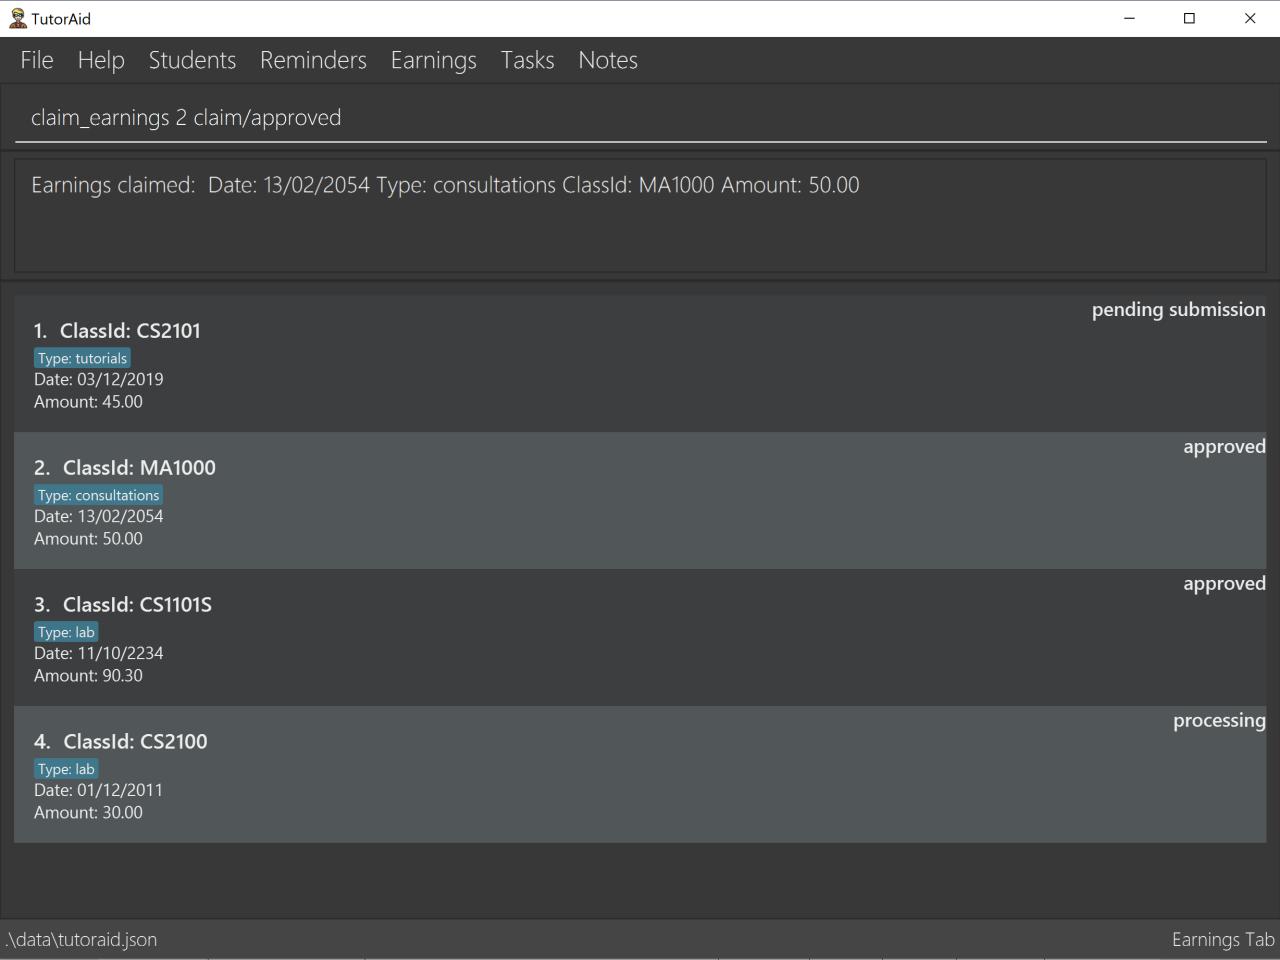 TutorAid
File Help Students Reminders Earnings Tasks Notes
claim_earnings 2 claim/approved
Earnings claimed:  Date: 13/02/2054 Type: consultations ClassId: MA1000 Amount: 50.00
pending submission
1. ClassId: CS2101
Type: tutorials
Date: 03/12/2019
Amount: 45.00
approved
2. ClassId: MA1000
Type: consultations
Date: 13/02/2054
Amount: 50.00
approved
3. ClassId: CS1101S
Type: lab
Date: 11/10/2234
Amount: 90.30
processing
4. ClassId: CS2100
Type: lab
Date: 01/12/2011
Amount: 30.00
.\data\tutoraid.json
Earnings Tab